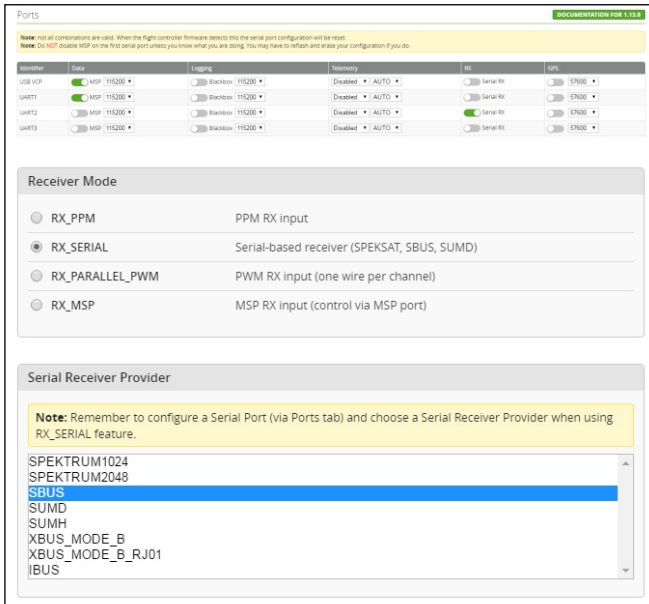 Ports
DOCUMENTATION FOR 1.13.0
Note: not all combinations are valid. When the flight controller firmware detects this the serial port configuration will be reset.
Note: Do NOT disable MSP on the first serial port unless you know what you are doing. You may have to reflash and erase your configuration if you do.
Identifier Data Logging Telemetry RX GPS
USB VCP MSP 115200 Blackbox 115200 Disabled AUTO Serial RX 57600
UART1 MSP 115200 Blackbox 115200 Disabled AUTO Serial RX 57600
UART2 MSP 115200 Blackbox 115200 Disabled AUTO Serial RX 57600
UART3 MSP 115200 Blackbox 115200 Disabled AUTO Serial RX 57600
Receiver Mode
RX_PPM PPM RX input
RX_SERIAL Serial-based receiver (SPEKSAT, SBUS, SUMD)
RX_PARALLEL_PWM PWM RX input (one wire per channel)
RX_MSP MSP RX input (control via MSP port)
Serial Receiver Provider
Note: Remember to configure a Serial Port (via Ports tab) and choose a Serial Receiver Provider when using
RX_SERIAL feature.
SPEKTRUM1024
SPEKTRUM2048
SBUS
SUMD
SUMH
XBUS_MODE_B
XBUS_MODE_B_RJ01
IBUS